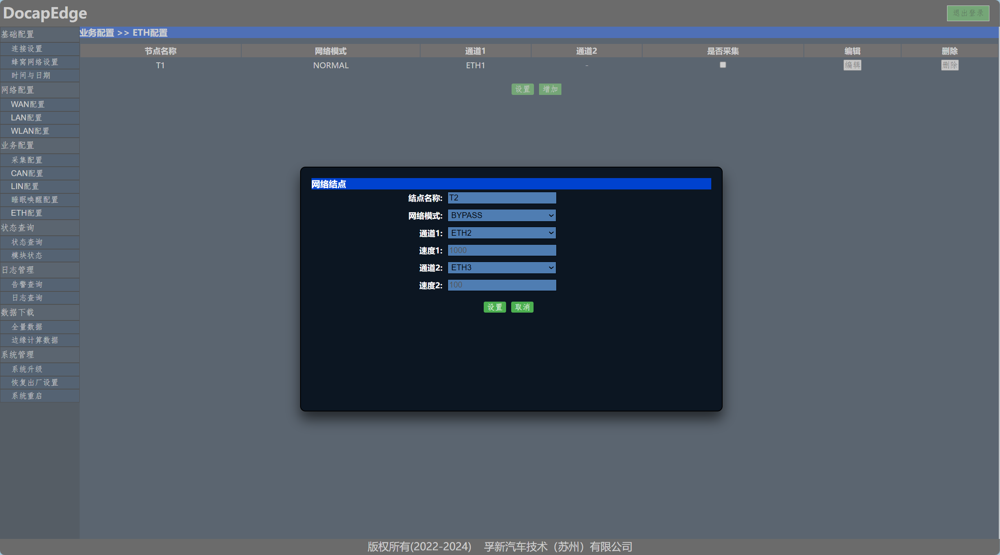 DocapEdge
退出登录
基础配置
连接设置
蜂窝网络设置
时间与日期
网络配置
WAN配置
LAN配置
WLAN配置
业务配置
采集配置
CAN配置
LIN配置
睡眠唤醒配置
ETH配置
状态查询
状态查询
模块状态
日志管理
告警查询
日志查询
数据下载
全量数据
边缘计算数据
系统管理
系统升级
恢复出厂设置
系统重启
业务配置 >> ETH配置
节点名称 网络模式 通道1 通道2 是否采集 编辑 删除
T1 NORMAL ETH1 - 编辑 删除
设置 增加
网络结点
结点名称: T2
网络模式: BYPASS
通道1: ETH2
速度1: 1000
通道2: ETH3
速度2: 100
设置 取消
版权所有(2022-2024) 孚新汽车技术（苏州）有限公司